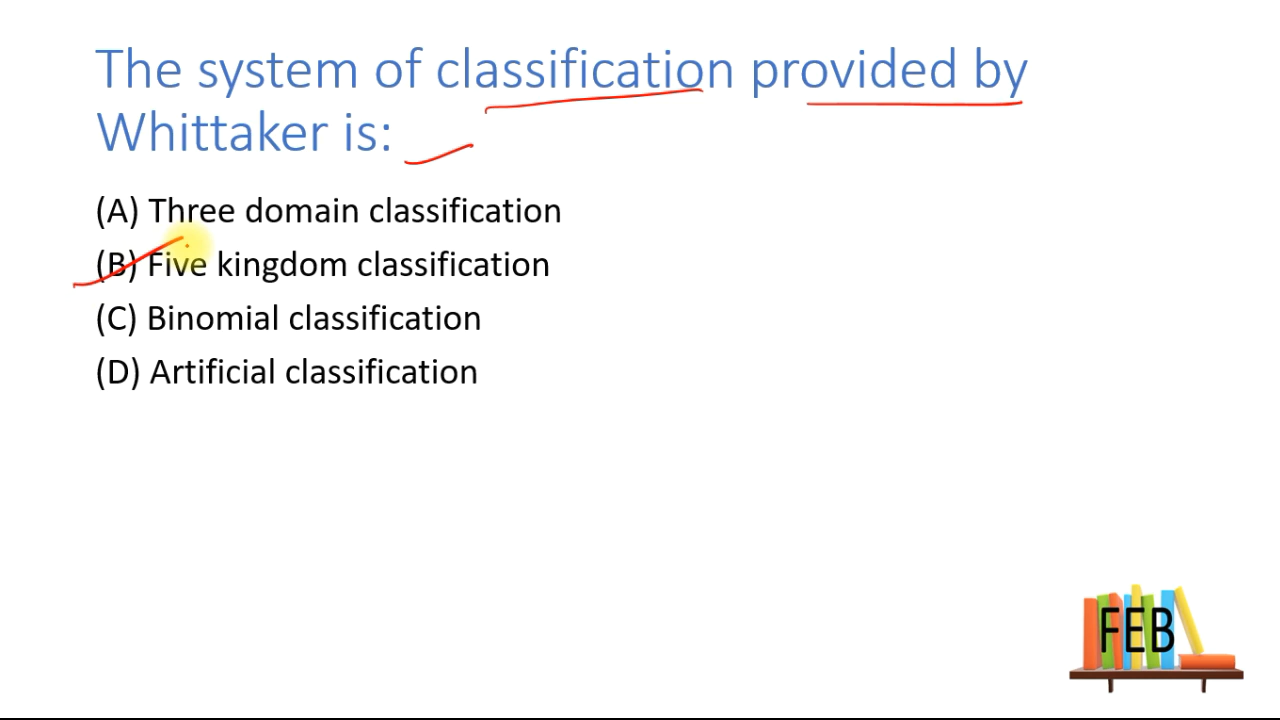 The system of classification provided by
Whittaker is:
(A) Three domain classification
(B) Five kingdom classification
(C) Binomial classification
(D) Artificial classification
FEB